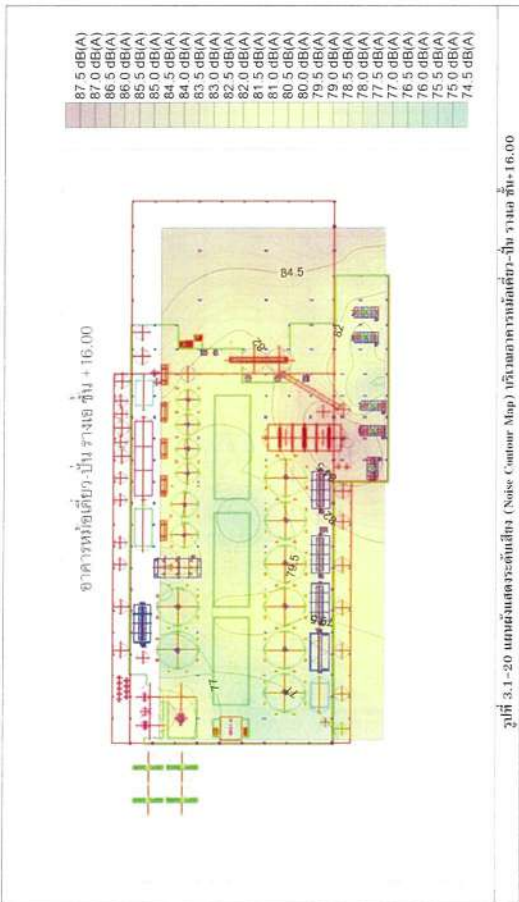 อาคารหม้อเคี่ยว-ปั่น รางเอ ชั้น +16.00
87.5 dB(A)
87.0 dB(A)
86.5 dB(A)
86.0 dB(A)
85.5 dB(A)
85.0 dB(A)
84.5 dB(A)
84.0 dB(A)
83.5 dB(A)
83.0 dB(A)
82.5 dB(A)
82.0 dB(A)
81.5 dB(A)
81.0 dB(A)
80.5 dB(A)
80.0 dB(A)
79.5 dB(A)
79.0 dB(A)
78.5 dB(A)
78.0 dB(A)
77.5 dB(A)
77.0 dB(A)
76.5 dB(A)
76.0 dB(A)
75.5 dB(A)
75.0 dB(A)
74.5 dB(A)
84.5
82
82
79.5
79.5
77
77
รูปที่ 3.1-20 แผนผังแสดงระดับเสียง (Noise Contour Map) บริเวณอาคารหม้อเคี่ยว-ปั่น รางเอ ชั้น+16.00